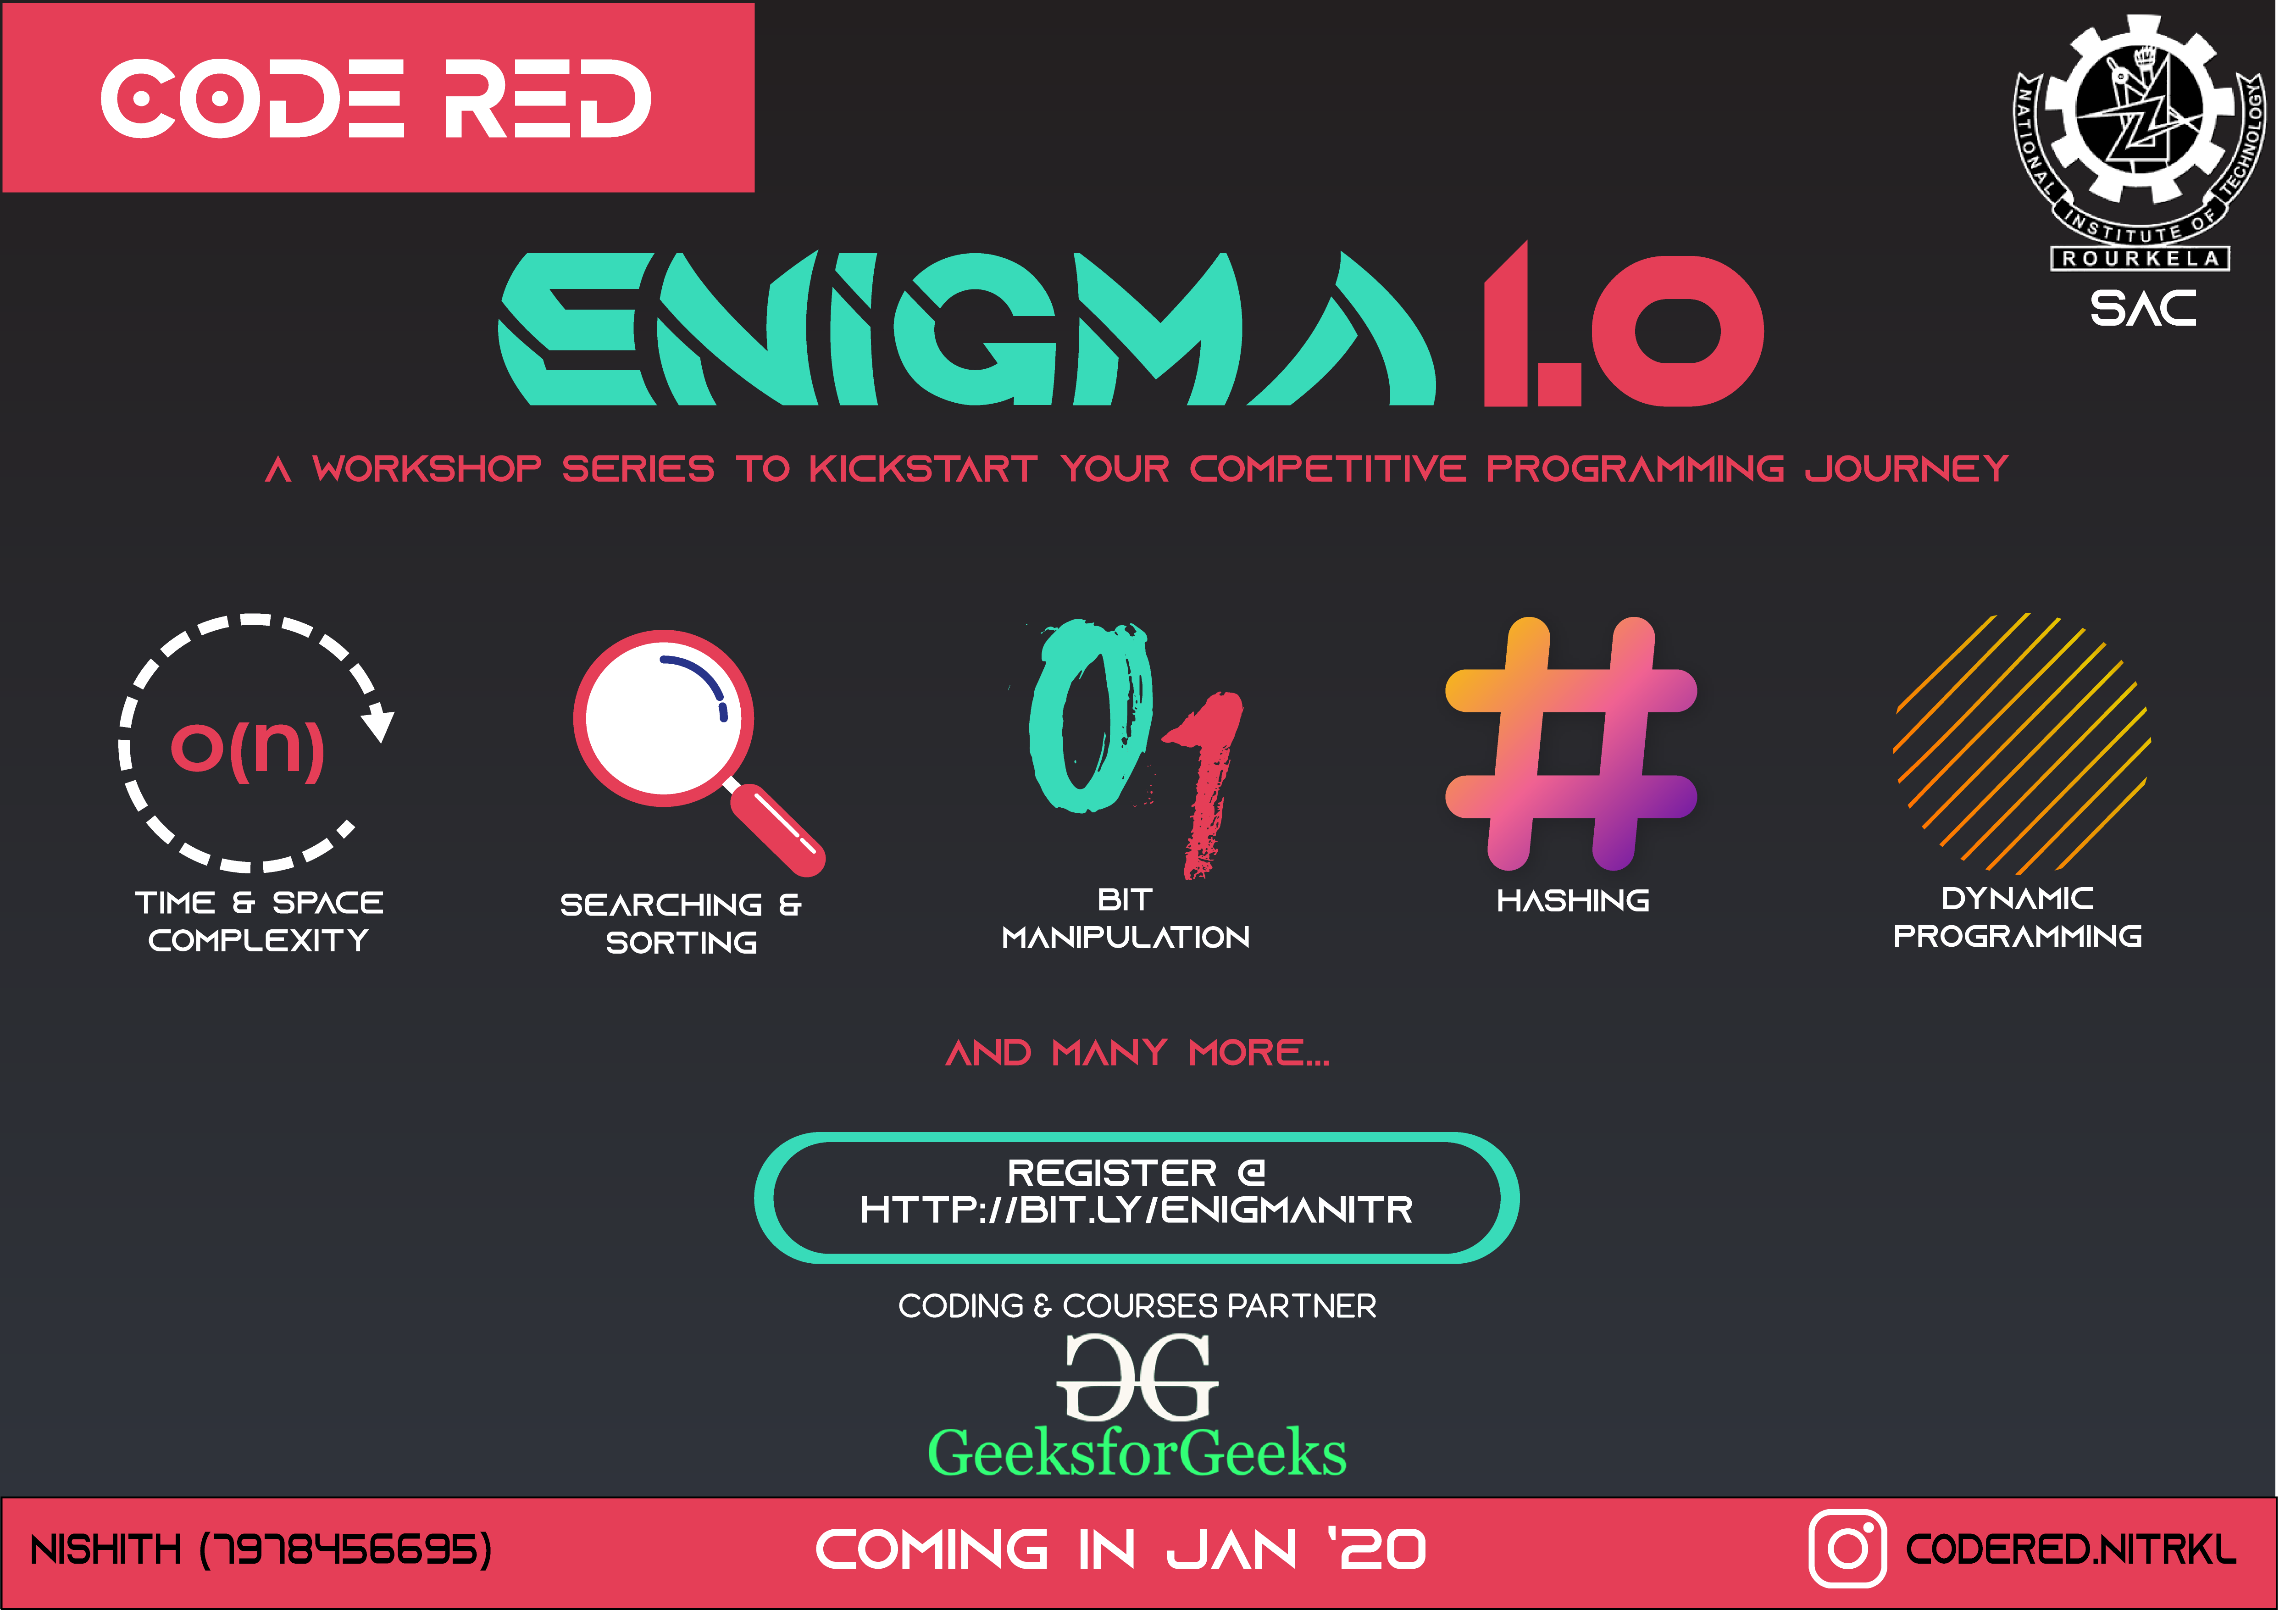 CODE RED
NATIONAL INSTITUTE OF TECHNOLOGY
ROURKELA
SAC
ENIGMA 1.0
A WORKSHOP SERIES TO KICKSTART YOUR COMPETITIVE PROGRAMMING JOURNEY
O(n)
01
#
TIME & SPACE
COMPLEXITY
SEARCHING &
SORTING
BIT
MANIPULATION
HASHING
DYNAMIC
PROGRAMMING
AND MANY MORE...
REGISTER @
HTTP://BIT.LY/ENIGMANITR
CODING & COURSES PARTNER
GG
GeeksforGeeks
NISHITH (7978456695)
COMING IN JAN '20
CODERED.NITRKL